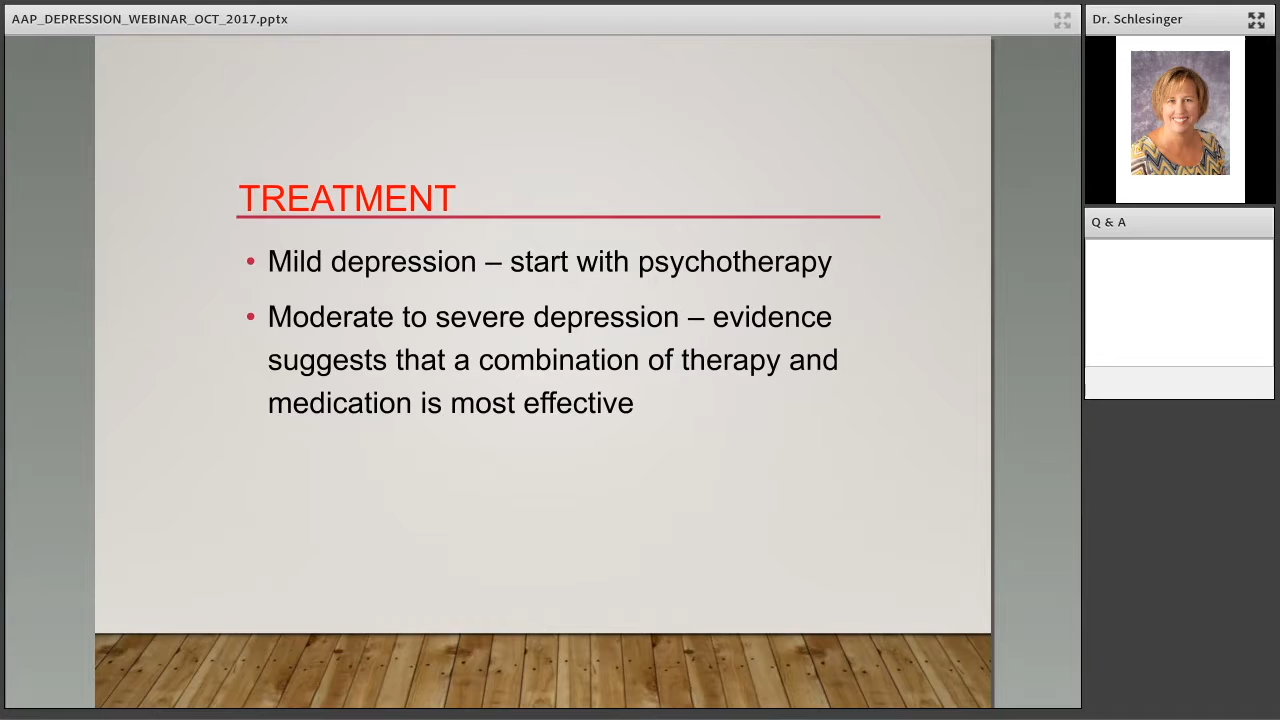 AAP_DEPRESSION_WEBINAR_OCT_2017.pptx
Dr. Schlesinger
Q & A
TREATMENT
• Mild depression – start with psychotherapy
• Moderate to severe depression – evidence
suggests that a combination of therapy and
medication is most effective